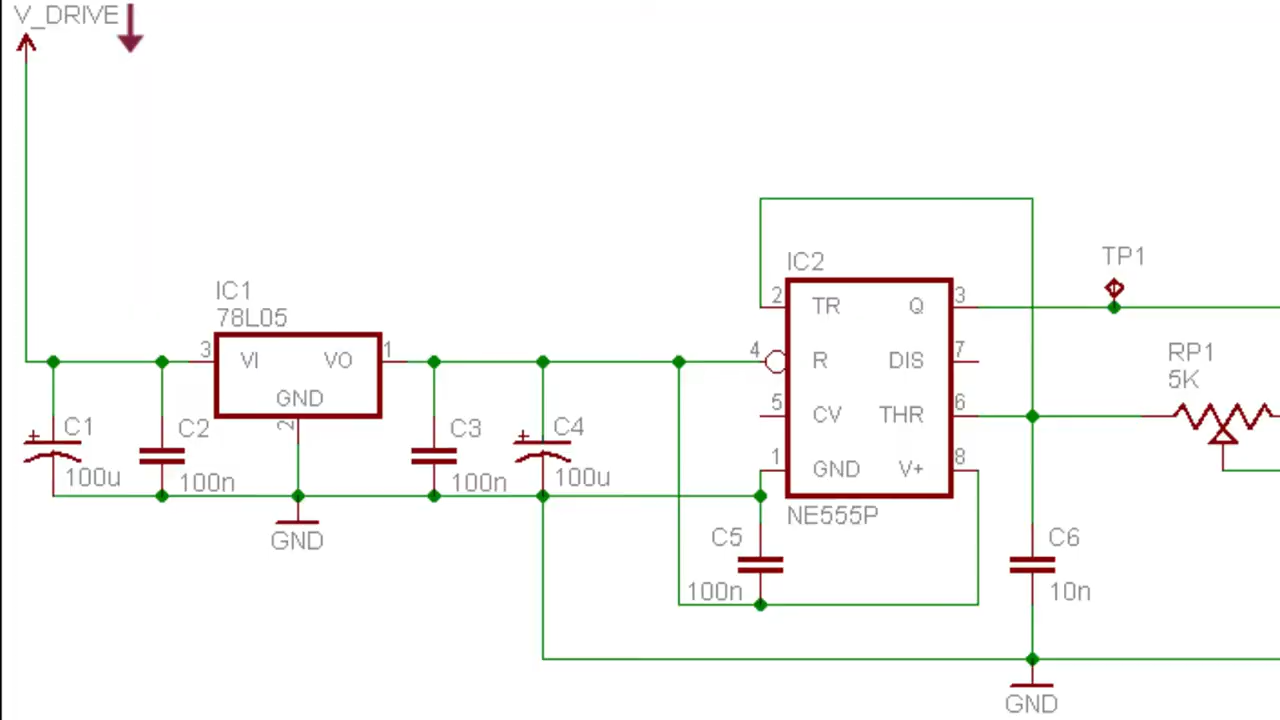 V_DRIVE
IC1
78L05
3
VI
VO
1
GND
2
C1
100u
C2
100n
C3
100n
C4
100u
GND
IC2
2
TR
Q
3
4
R
DIS
7
5
CV
THR
6
1
GND
V+
8
NE555P
C5
100n
TP1
RP1
5K
C6
10n
GND